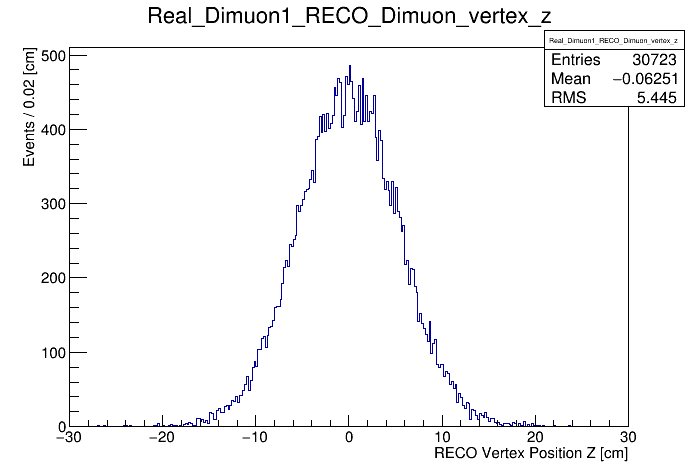 Real_Dimuon1_RECO_Dimuon_vertex_z
Real_Dimuon1_RECO_Dimuon_vertex_z
Entries 30723
Mean −0.06251
RMS 5.445
Events / 0.02 [cm]
500
400
300
200
100
0
−30 −20 −10 0 10 20 30
RECO Vertex Position Z [cm]